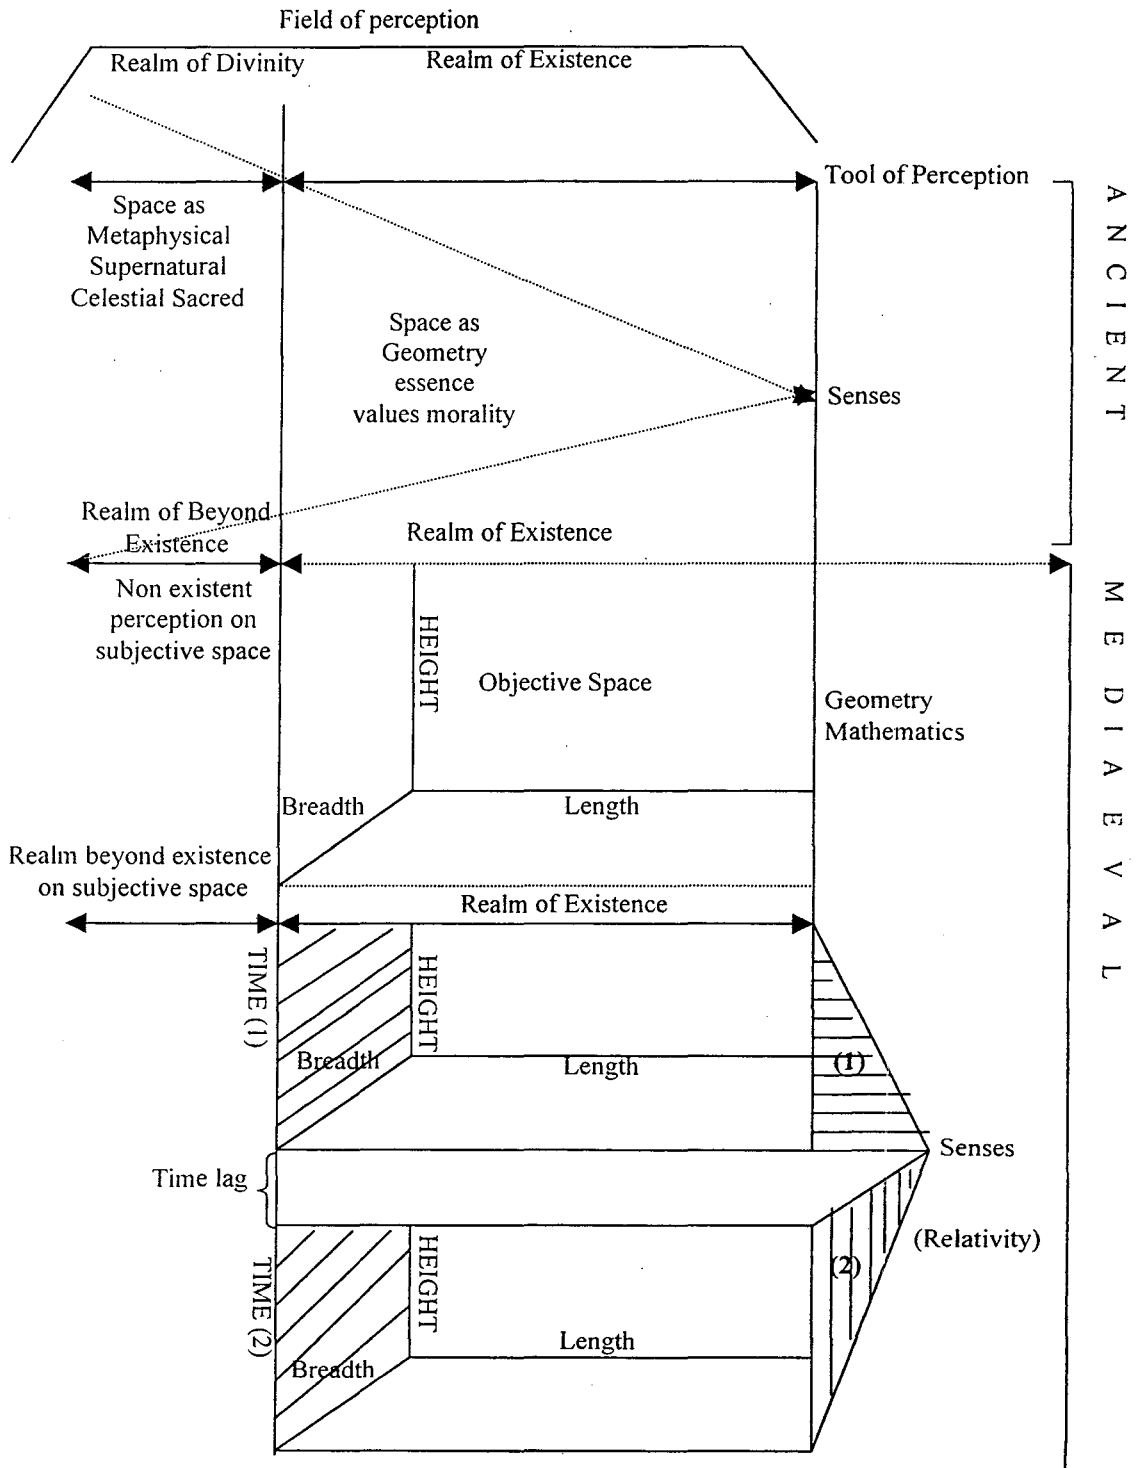 Field of perception
Realm of Divinity
Realm of Existence
Tool of Perception
Space as
Metaphysical
Supernatural
Celestial Sacred
Space as
Geometry
essence
values morality
Senses
ANCIENT
Realm of Beyond
Existence
Realm of Existence
Non existent
perception on
subjective space
HEIGHT
Objective Space
Geometry
Mathematics
Breadth
Length
MEDIAEVAL
Realm beyond existence
on subjective space
Realm of Existence
TIME (1)
HEIGHT
Breadth
Length
(1)
Senses
Time lag
(Relativity)
TIME (2)
HEIGHT
(2)
Length
Breadth